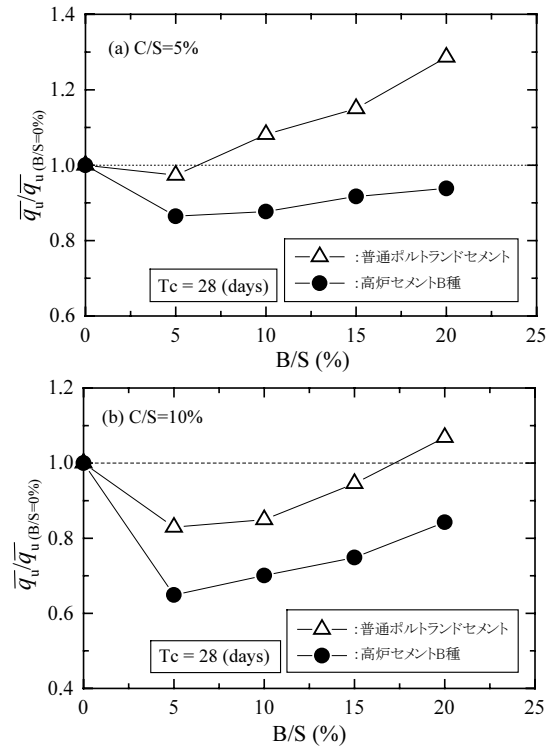 (a) C/S=5%
1.4
1.2
1.0
0.8
0.6
q̅u/q̅u (B/S=0%)
△ :普通ポルトランドセメント
● :高炉セメントB種
Tc = 28 (days)
0 5 10 15 20 25
B/S (%)
(b) C/S=10%
1.2
1.0
0.8
0.6
0.4
q̅u/q̅u (B/S=0%)
△ :普通ポルトランドセメント
● :高炉セメントB種
Tc = 28 (days)
0 5 10 15 20 25
B/S (%)